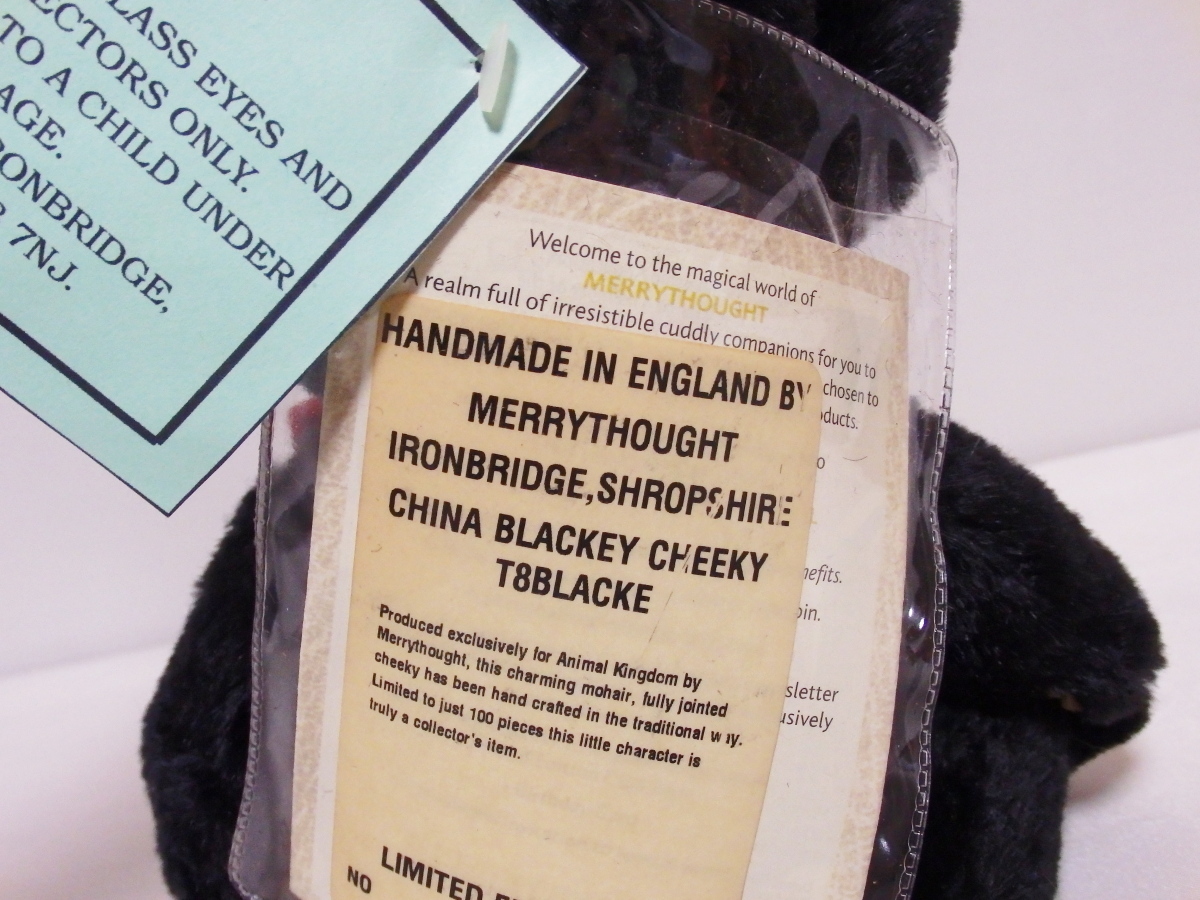 LASS EYES AND
ECTORS ONLY.
TO A CHILD UNDER
AGE.
RONBRIDGE,
7NJ.
Welcome to the magical world of
MERRYTHOUGHT
A realm full of irresistible cuddly companions for you to
chosen to
oducts.
HANDMADE IN ENGLAND BY
MERRYTHOUGHT
IRONBRIDGE,SHROPSHIRE
CHINA BLACKEY CHEEKY
T8BLACKE
nefits.
sletter
usively
Produced exclusively for Animal Kingdom by
Merrythought, this charming mohair, fully jointed
cheeky has been hand crafted in the traditional way.
Limited to just 100 pieces this little character is
truly a collector's item.
LIMITED
NO